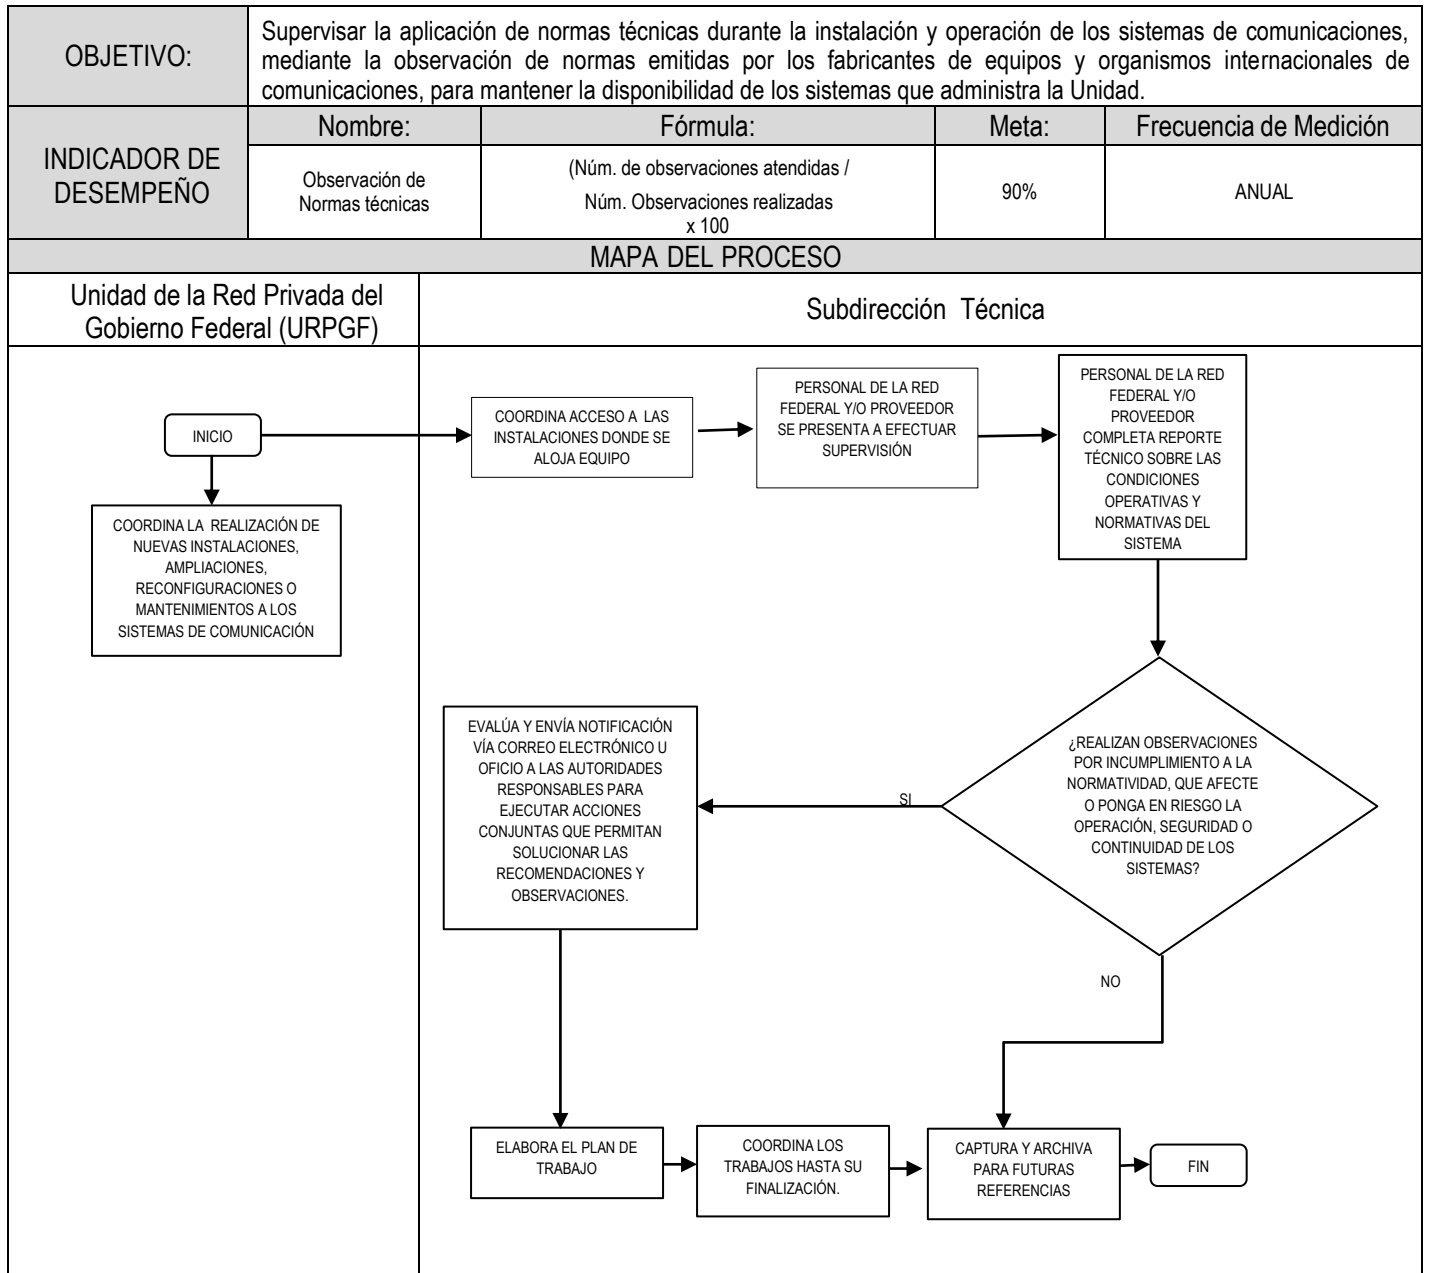 OBJETIVO:
Supervisar la aplicación de normas técnicas durante la instalación y operación de los sistemas de comunicaciones,
mediante la observación de normas emitidas por los fabricantes de equipos y organismos internacionales de
comunicaciones, para mantener la disponibilidad de los sistemas que administra la Unidad.
INDICADOR DE
DESEMPEÑO
Nombre:
Fórmula:
Meta:
Frecuencia de Medición
Observación de
Normas técnicas
(Núm. de observaciones atendidas /
Núm. Observaciones realizadas
x 100
90%
ANUAL
MAPA DEL PROCESO
Unidad de la Red Privada del
Gobierno Federal (URPGF)
Subdirección Técnica
INICIO
COORDINA LA REALIZACIÓN DE
NUEVAS INSTALACIONES,
AMPLIACIONES,
RECONFIGURACIONES O
MANTENIMIENTOS A LOS
SISTEMAS DE COMUNICACIÓN
COORDINA ACCESO A LAS
INSTALACIONES DONDE SE
ALOJA EQUIPO
PERSONAL DE LA RED
FEDERAL Y/O PROVEEDOR
SE PRESENTA A EFECTUAR
SUPERVISIÓN
PERSONAL DE LA RED
FEDERAL Y/O
PROVEEDOR
COMPLETA REPORTE
TÉCNICO SOBRE LAS
CONDICIONES
OPERATIVAS Y
NORMATIVAS DEL
SISTEMA
¿REALIZAN OBSERVACIONES
POR INCUMPLIMIENTO A LA
NORMATIVIDAD, QUE AFECTE
O PONGA EN RIESGO LA
OPERACIÓN, SEGURIDAD O
CONTINUIDAD DE LOS
SISTEMAS?
SI
EVALÚA Y ENVÍA NOTIFICACIÓN
VÍA CORREO ELECTRÓNICO U
OFICIO A LAS AUTORIDADES
RESPONSABLES PARA
EJECUTAR ACCIONES
CONJUNTAS QUE PERMITAN
SOLUCIONAR LAS
RECOMENDACIONES Y
OBSERVACIONES.
NO
ELABORA EL PLAN DE
TRABAJO
COORDINA LOS
TRABAJOS HASTA SU
FINALIZACIÓN.
CAPTURA Y ARCHIVA
PARA FUTURAS
REFERENCIAS
FIN